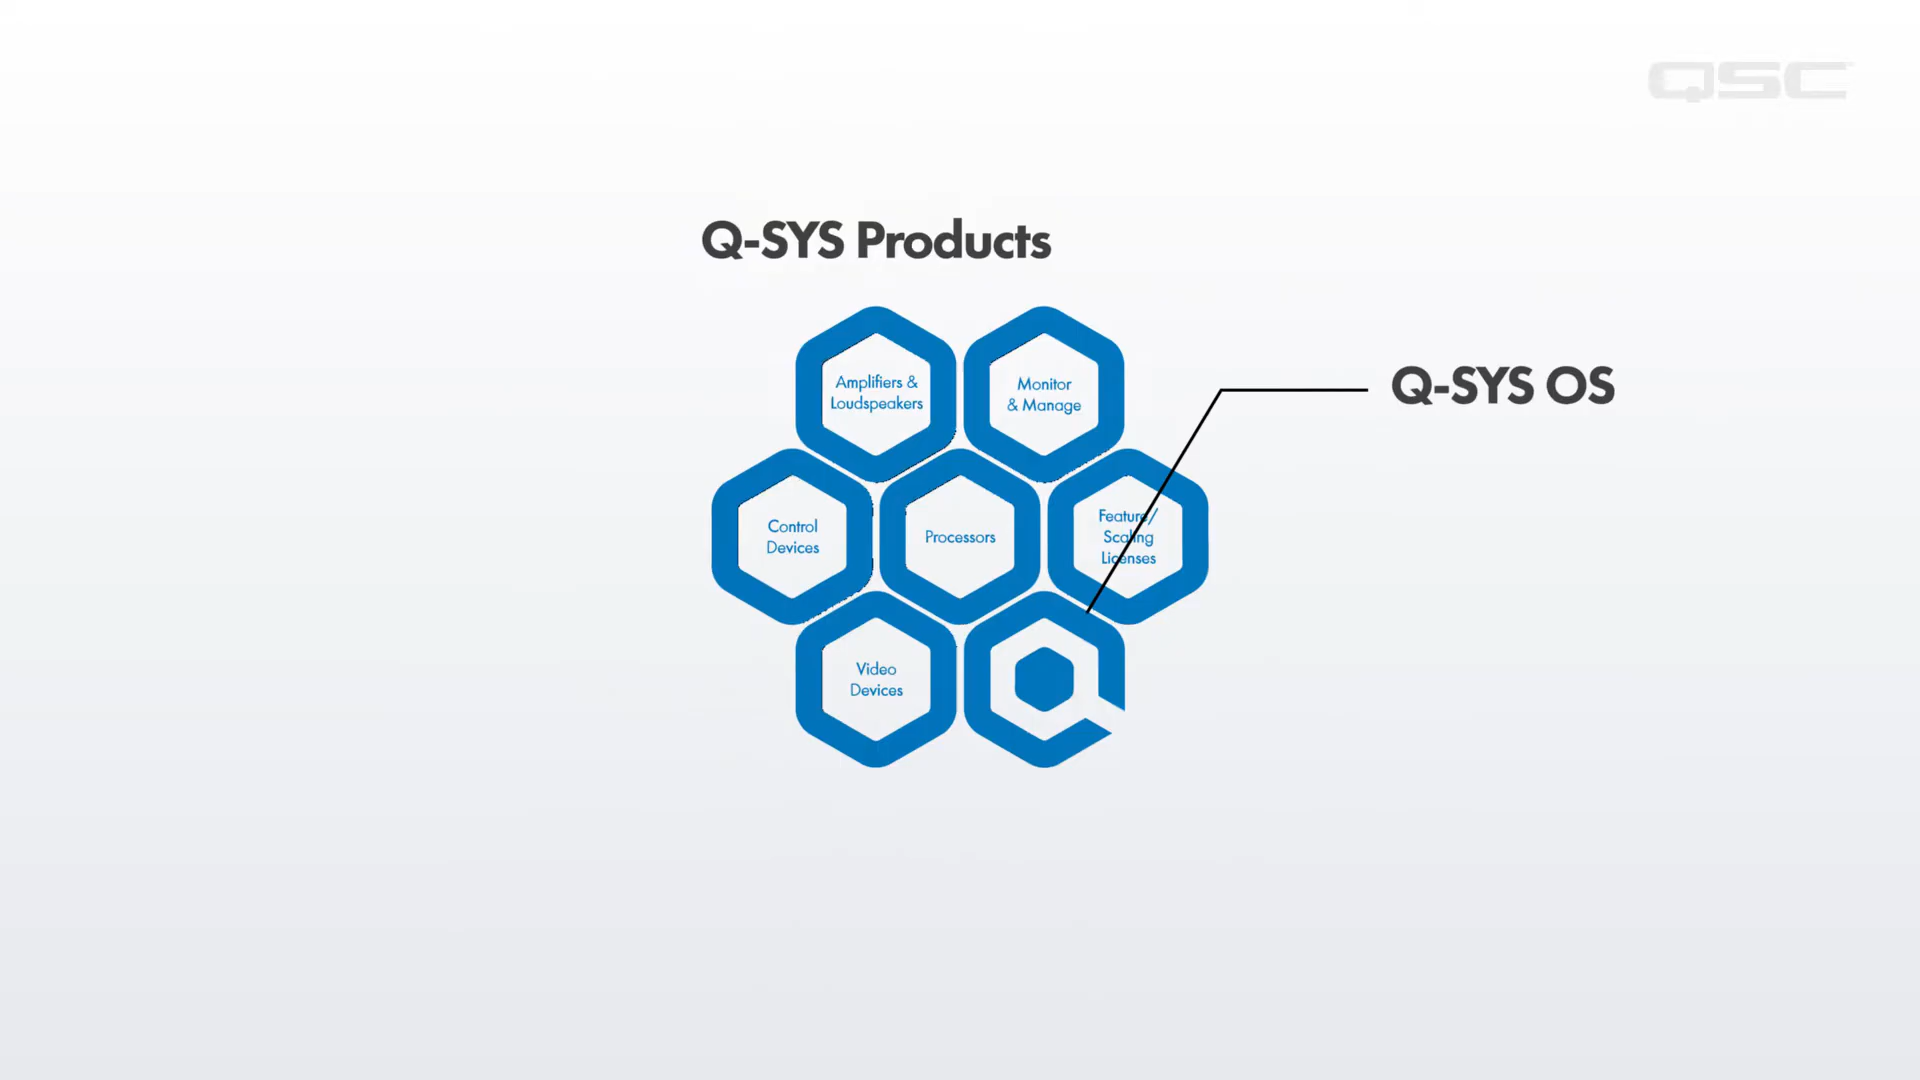 QSC
Q-SYS Products
Q-SYS OS
Amplifiers &
Loudspeakers
Monitor
& Manage
Control
Devices
Processors
Feature/
Scaling
Licenses
Video
Devices